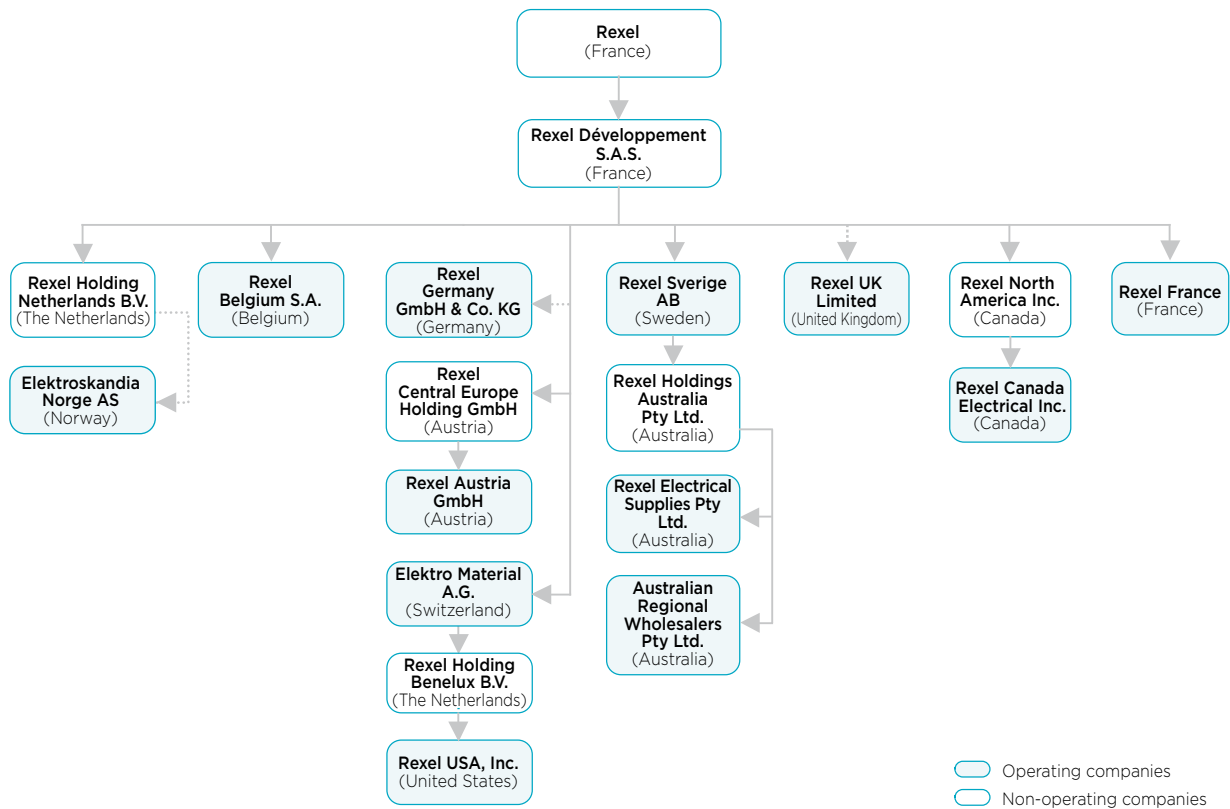 Rexel
(France)
Rexel Développement
S.A.S.
(France)
Rexel Holding
Netherlands B.V.
(The Netherlands)
Rexel
Belgium S.A.
(Belgium)
Rexel
Germany
GmbH & Co. KG
(Germany)
Rexel Sverige
AB
(Sweden)
Rexel UK
Limited
(United Kingdom)
Rexel North
America Inc.
(Canada)
Rexel France
(France)
Elektroskandia
Norge AS
(Norway)
Rexel
Central Europe
Holding GmbH
(Austria)
Rexel Holdings
Australia
Pty Ltd.
(Australia)
Rexel Canada
Electrical Inc.
(Canada)
Rexel Austria
GmbH
(Austria)
Rexel Electrical
Supplies Pty
Ltd.
(Australia)
Elektro Material
A.G.
(Switzerland)
Australian
Regional
Wholesalers
Pty Ltd.
(Australia)
Rexel Holding
Benelux B.V.
(The Netherlands)
Rexel USA, Inc.
(United States)
Operating companies
Non-operating companies